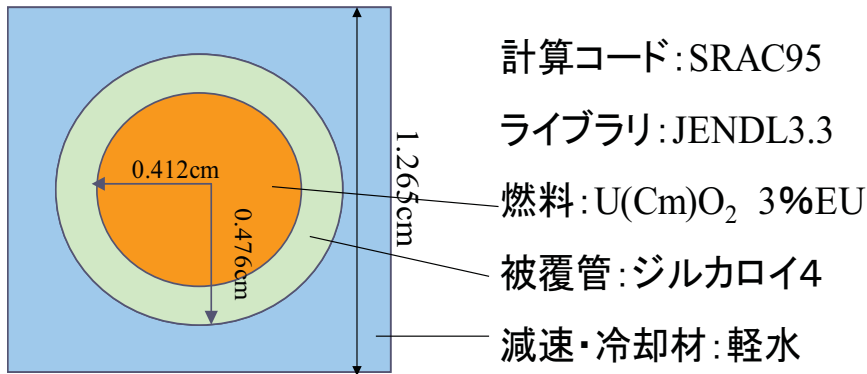 計算コード：SRAC95
ライブラリ：JENDL3.3
燃料：U(Cm)O₂ 3%EU
被覆管：ジルカロイ4
減速・冷却材：軽水
0.412cm
0.476cm
1.265cm